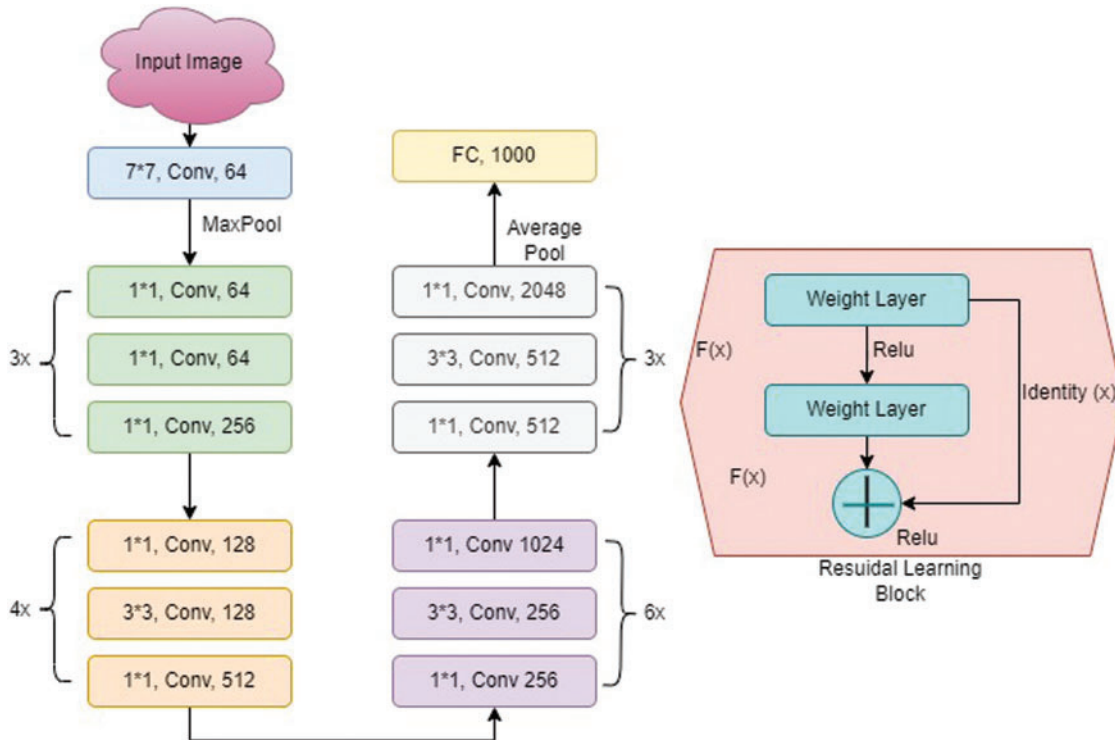 Input Image
7*7, Conv, 64
MaxPool
3x
1*1, Conv, 64
1*1, Conv, 64
1*1, Conv, 256
4x
1*1, Conv, 128
3*3, Conv, 128
1*1, Conv, 512
FC, 1000
Average
Pool
1*1, Conv, 2048
3*3, Conv, 512
1*1, Conv, 512
3x
1*1, Conv 1024
3*3, Conv, 256
1*1, Conv 256
6x
Weight Layer
F(x)
Relu
Identity (x)
Weight Layer
F(x)
Relu
Resuidal Learning
Block